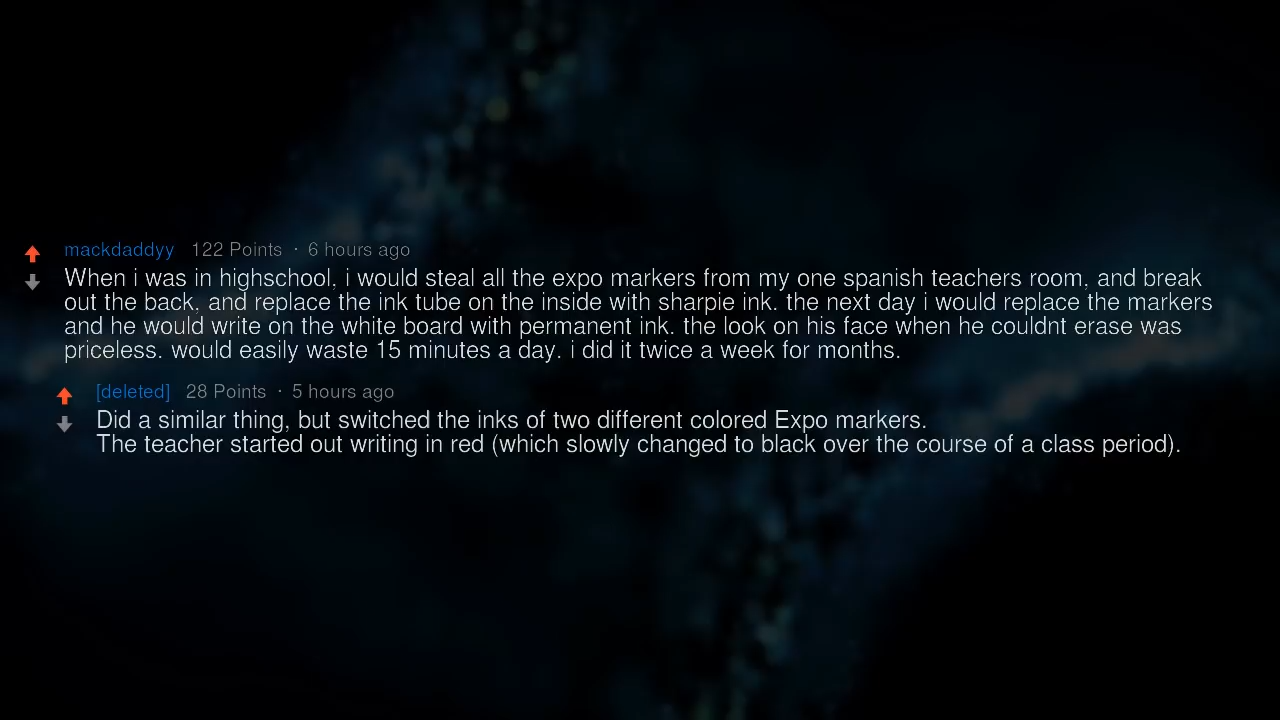 mackdaddyy 122 Points · 6 hours ago
When i was in highschool, i would steal all the expo markers from my one spanish teachers room, and break
out the back, and replace the ink tube on the inside with sharpie ink. the next day i would replace the markers
and he would write on the white board with permanent ink. the look on his face when he couldnt erase was
priceless. would easily waste 15 minutes a day. i did it twice a week for months.
[deleted] 28 Points · 5 hours ago
Did a similar thing, but switched the inks of two different colored Expo markers.
The teacher started out writing in red (which slowly changed to black over the course of a class period).